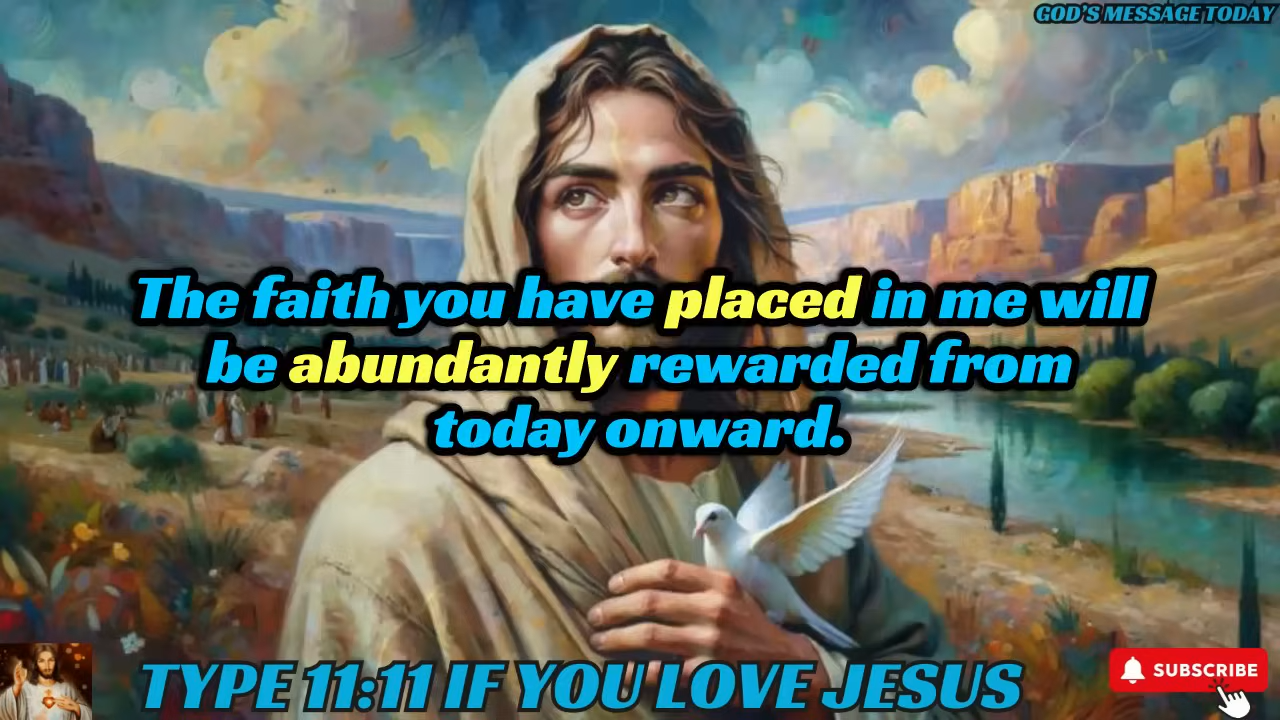 GOD'S MESSAGE TODAY
The faith you have placed in me will
be abundantly rewarded from
today onward.
TYPE 11:11 IF YOU LOVE JESUS
SUBSCRIBE